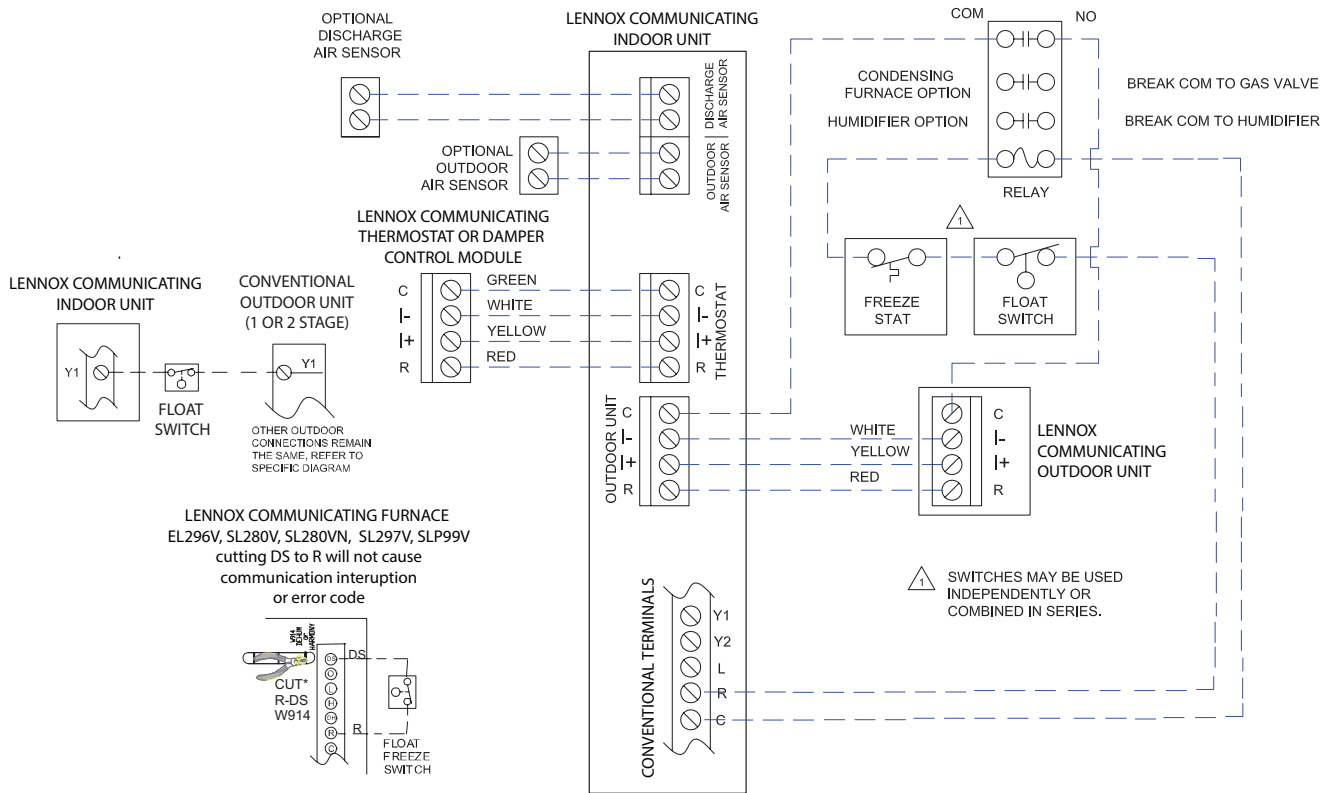 OPTIONAL
DISCHARGE
AIR SENSOR
LENNOX COMMUNICATING
INDOOR UNIT
DISCHARGE
AIR SENSOR
OPTIONAL
OUTDOOR
AIR SENSOR
OUTDOOR
AIR SENSOR
COM
NO
CONDENSING
FURNACE OPTION
BREAK COM TO GAS VALVE
HUMIDIFIER OPTION
BREAK COM TO HUMIDIFIER
RELAY
1
FREEZE
STAT
FLOAT
SWITCH
LENNOX COMMUNICATING
THERMOSTAT OR DAMPER
CONTROL MODULE
C
I-
I+
R
GREEN
WHITE
YELLOW
RED
C
I-
I+
R
THERMOSTAT
LENNOX COMMUNICATING
INDOOR UNIT
Y1
FLOAT
SWITCH
CONVENTIONAL
OUTDOOR UNIT
(1 OR 2 STAGE)
Y1
OTHER OUTDOOR
CONNECTIONS REMAIN
THE SAME, REFER TO
SPECIFIC DIAGRAM
OUTDOOR UNIT
C
I-
I+
R
WHITE
YELLOW
RED
C
I-
I+
R
LENNOX
COMMUNICATING
OUTDOOR UNIT
1
SWITCHES MAY BE USED
INDEPENDENTLY OR
COMBINED IN SERIES.
LENNOX COMMUNICATING FURNACE
EL296V, SL280V, SL280VN, SL297V, SLP99V
cutting DS to R will not cause
communication interuption
or error code
W914
DEHUM
OR
HARMONY
CUT*
R-DS
W914
DS
O
L
H
DH
R
C
DS
R
FLOAT
FREEZE
SWITCH
CONVENTIONAL TERMINALS
Y1
Y2
L
R
C